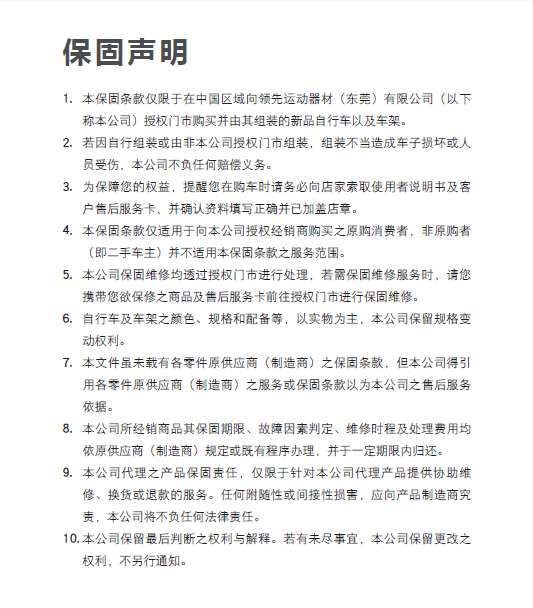 保固声明
1. 本保固条款仅限于在中国区域向领先运动器材（东莞）有限公司（以下
称本公司）授权门市购买并由其组装的新品自行车以及车架。
2. 若因自行组装或由非本公司授权门市组装，组装不当造成车子损坏或人
员受伤，本公司不负任何赔偿义务。
3. 为保障您的权益，提醒您在购车时请务必向店家索取使用者说明书及客
户售后服务卡，并确认资料填写正确并已加盖店章。
4. 本保固条款仅适用于向本公司授权经销商购买之原购消费者，非原购者
（即二手车主）并不适用本保固条款之服务范围。
5. 本公司保固维修均透过授权门市进行处理，若需保固维修服务时，请您
携带您欲保修之商品及售后服务卡前往授权门市进行保固维修。
6. 自行车及车架之颜色、规格和配备等，以实物为主，本公司保留规格变
动权利。
7. 本文件虽未载有各零件原供应商（制造商）之保固条款，但本公司得引
用各零件原供应商（制造商）之服务或保固条款以为本公司之售后服务
依据。
8. 本公司所经销商品其保固期限、故障因素判定、维修时程及处理费用均
依原供应商（制造商）规定或既有程序办理，并于一定期限内归还。
9. 本公司代理之产品保固责任，仅限于针对本公司代理产品提供协助维
修、换货或退款的服务。任何附随性或间接性损害，应向产品制造商究
责，本公司将不负任何法律责任。
10. 本公司保留最后判断之权利与解释。若有未尽事宜，本公司保留更改之
权利，不另行通知。